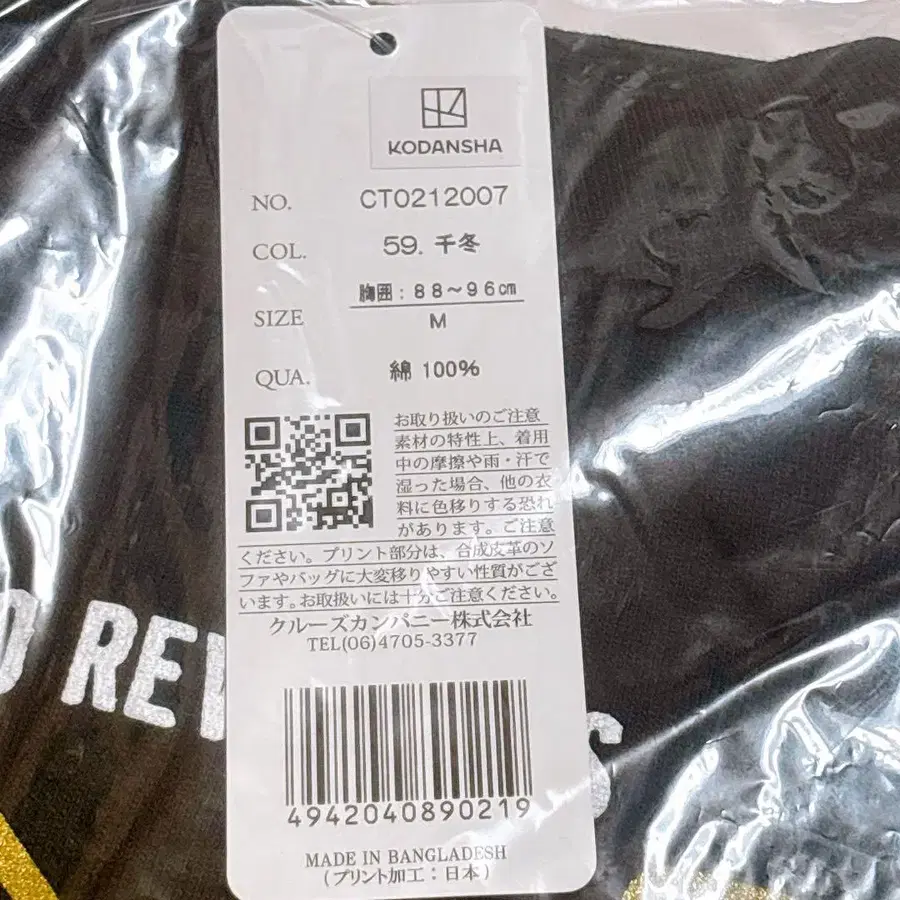 KODANSHA
NO. CT0212007
COL. 59. 千冬
SIZE 胸囲:88~96cm
M
QUA. 綿 100%
お取り扱いのご注意
素材の特性上、着用
中の摩擦や雨・汗で
湿った場合、他の衣
料に色移りする恐れ
があります。ご注意
ください。プリント部分は、合成皮革のソ
ファやバッグに大変移りやすい性質がござ
います。お取扱いには十分ご注意ください。
クルーズカンパニー株式会社
TEL(06)4705-3377
4942040890219
MADE IN BANGLADESH
(プリント加工:日本)